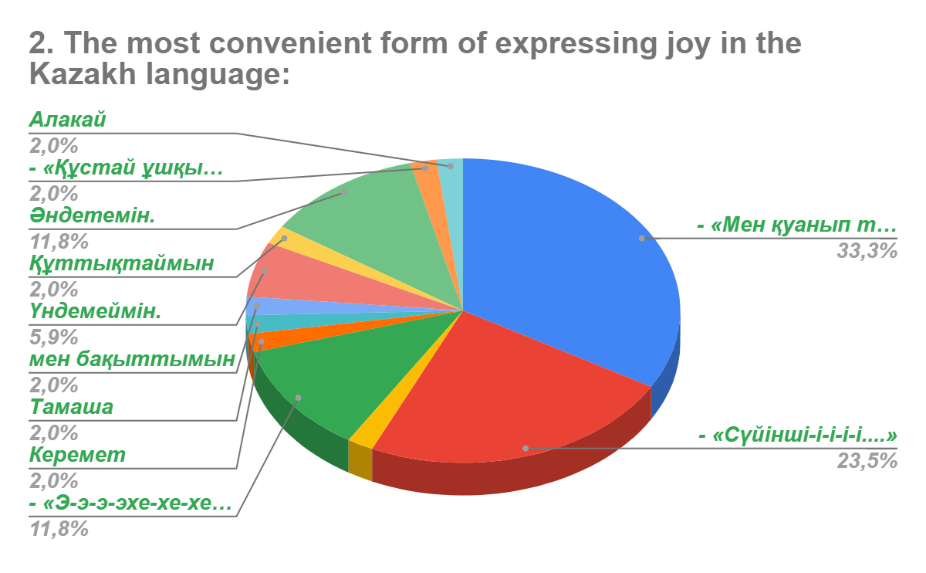 2. The most convenient form of expressing joy in the
Kazakh language:
Алакай
2,0%
- «Құстай ұшқы…
2,0%
Әндетемін.
11,8%
Құттықтаймын
2,0%
Үндемеймін.
5,9%
мен бақыттымын
2,0%
Тамаша
2,0%
Керемет
2,0%
- «Э-э-э-эхе-хе-хе…
11,8%
- «Мен қуанып т…
33,3%
- «Сүйінші-і-і-і-і....»
23,5%